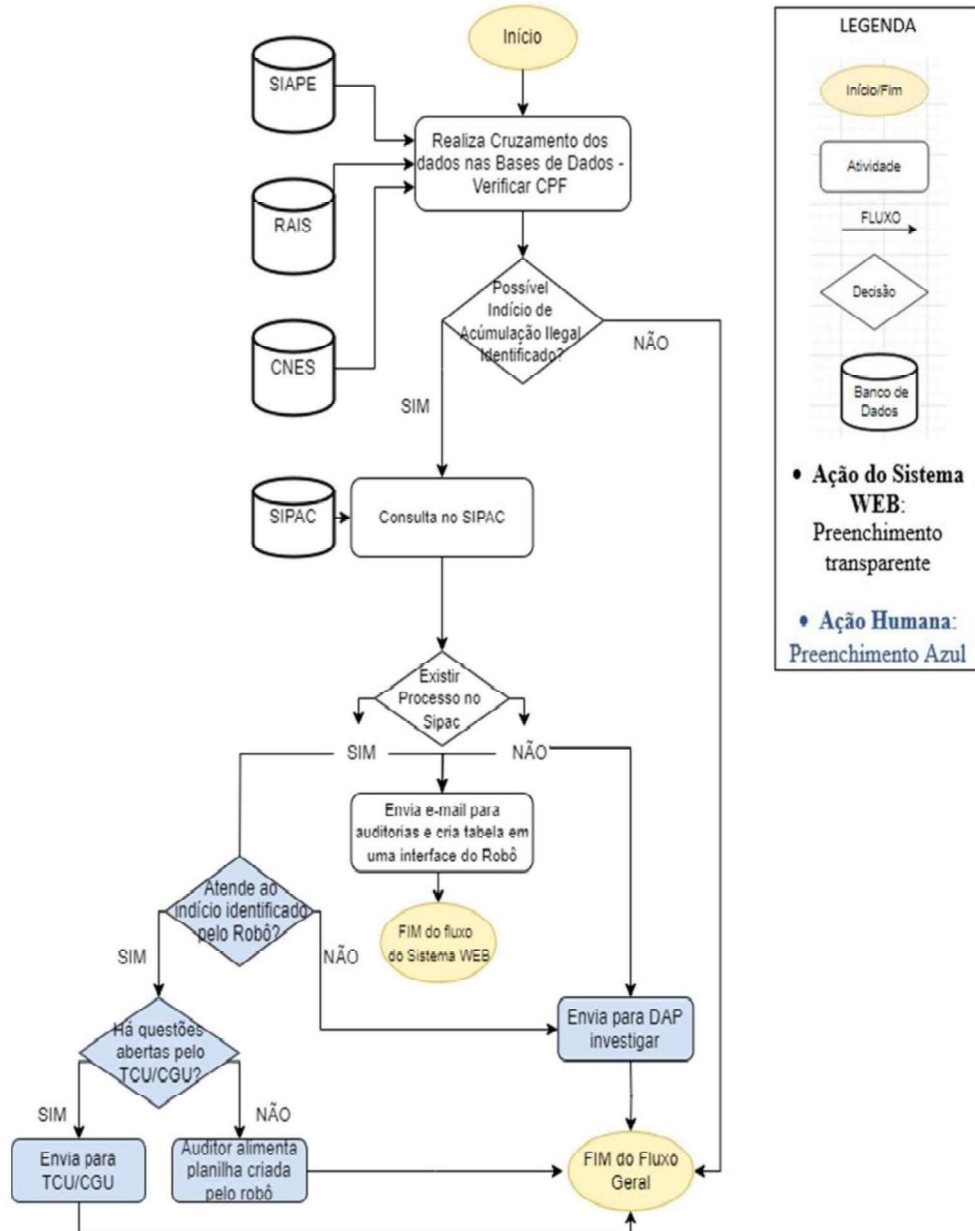 Início
SIAPE
Realiza Cruzamento dos
dados nas Bases de Dados -
Verificar CPF
RAIS
CNES
Possível
Indício de
Acúmulação Ilegal
Identificado?
NÃO
SIM
SIPAC
Consulta no SIPAC
Existir
Processo no
Sipac
SIM
NÃO
Envia e-mail para
auditorias e cria tabela em
uma interface do Robô
FIM do fluxo
do Sistema WEB
Atende ao
indício identificado
pelo Robô?
SIM
NÃO
Envia para DAP
investigar
Há questões
abertas pelo
TCU/CGU?
SIM
NÃO
Envia para
TCU/CGU
Auditor alimenta
planilha criada
pelo robô
FIM do Fluxo
Geral
LEGENDA
Início/Fim
Atividade
FLUXO
Decisão
Banco de
Dados
• Ação do Sistema
WEB:
Preenchimento
transparente
• Ação Humana:
Preenchimento Azul